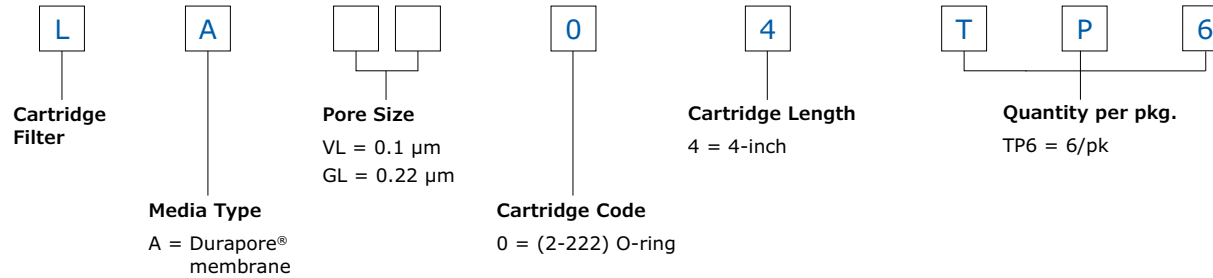 L A 0 4 T P 6
Cartridge
Filter
Pore Size
VL = 0.1 µm
GL = 0.22 µm
Cartridge Length
4 = 4-inch
Quantity per pkg.
TP6 = 6/pk
Media Type
A = Durapore®
membrane
Cartridge Code
0 = (2-222) O-ring